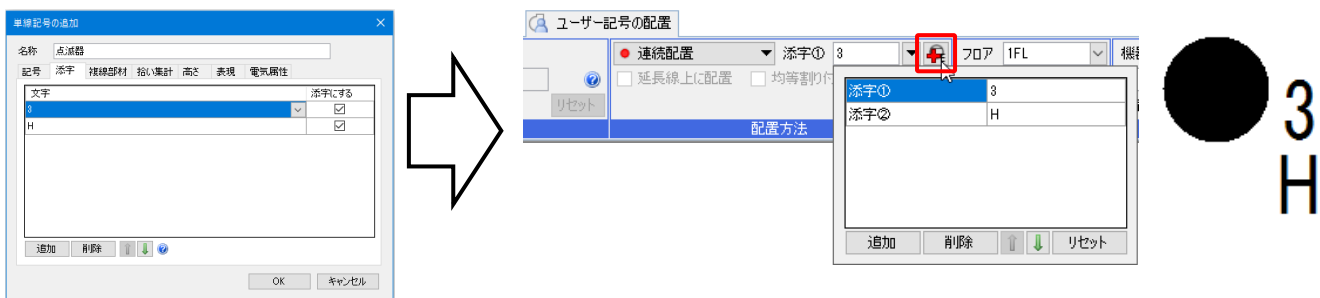 単線記号の追加
名称 点滅器
記号 添字 複線部材 拾い集計 高さ 表現 電気属性
文字 添字にする
3
H
追加 削除
OK キャンセル
ユーザー記号の配置
連続配置 添字① 3 フロア 1FL
延長線上に配置 均等割り付
リセット
配置方法
添字① 3
添字② H
追加 削除 リセット
3
H